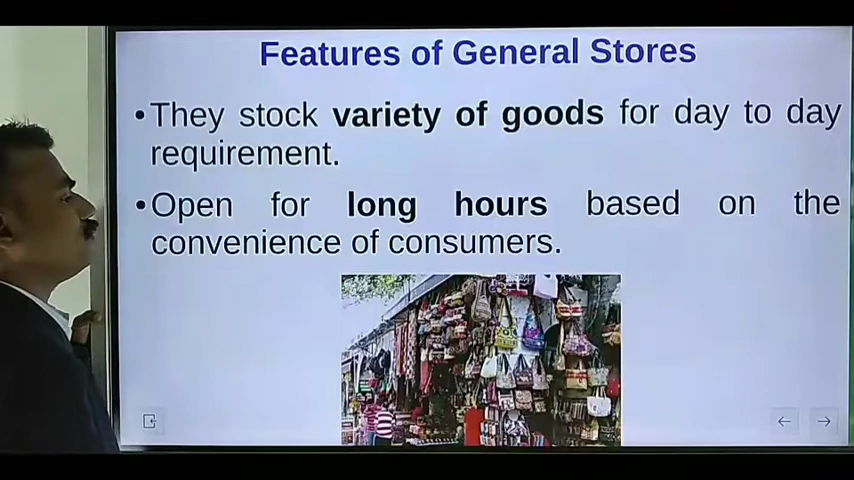 Features of General Stores
•They stock variety of goods for day to day
requirement.
•Open for long hours based on the
convenience of consumers.